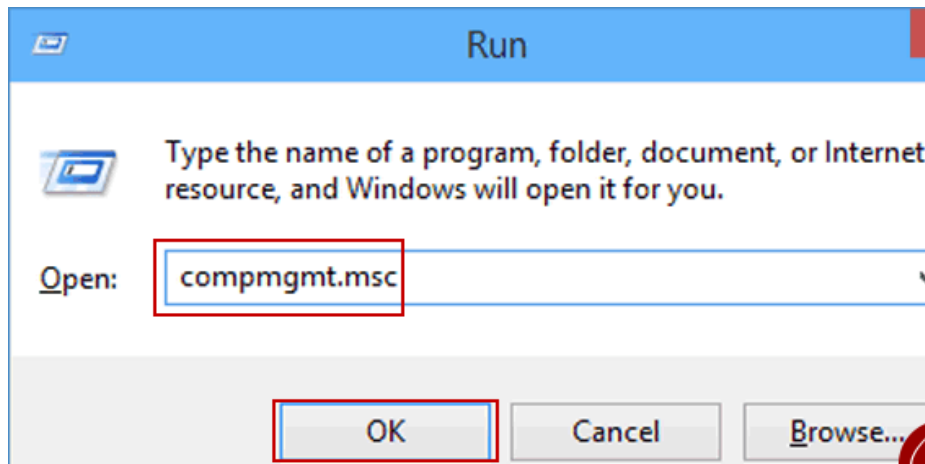 Run
Type the name of a program, folder, document, or Internet
resource, and Windows will open it for you.
Open: compmgmt.msc
OK Cancel Browse...